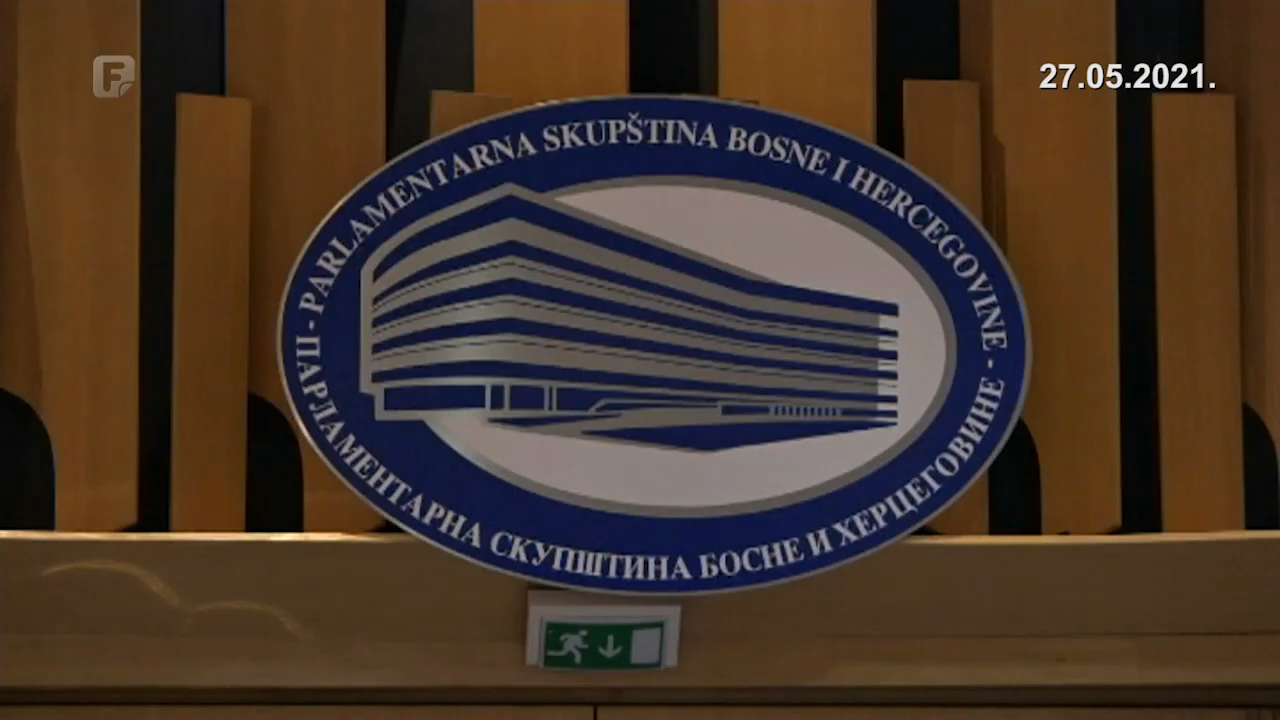 F
27.05.2021.
- PARLAMENTARNA SKUPŠTINA BOSNE I HERCEGOVINE -
ПАРЛАМЕНТАРНА СКУПШТИНА БОСНЕ И ХЕРЦЕГОВИНЕ